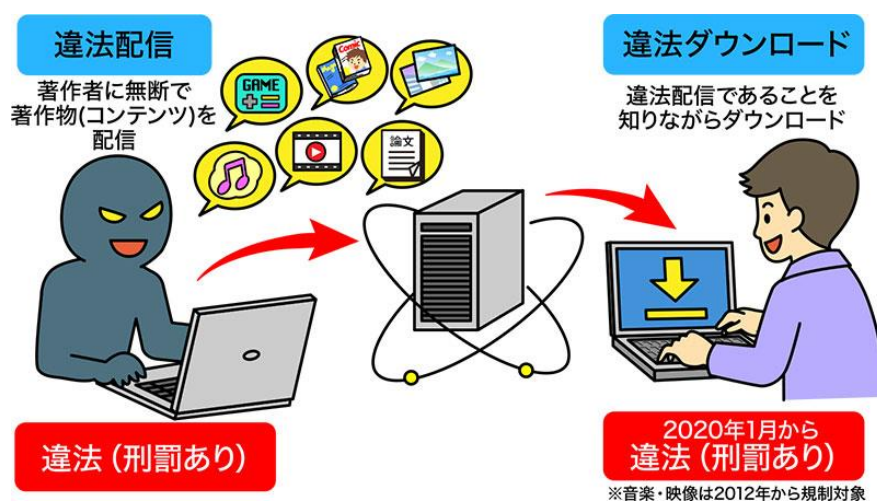 違法配信
著作者に無断で
著作物(コンテンツ)を
配信
GAME
Comic
論文
違法ダウンロード
違法配信であることを
知りながらダウンロード
違法(刑罰あり)
2020年1月から
違法(刑罰あり)
※音楽・映像は2012年から規制対象